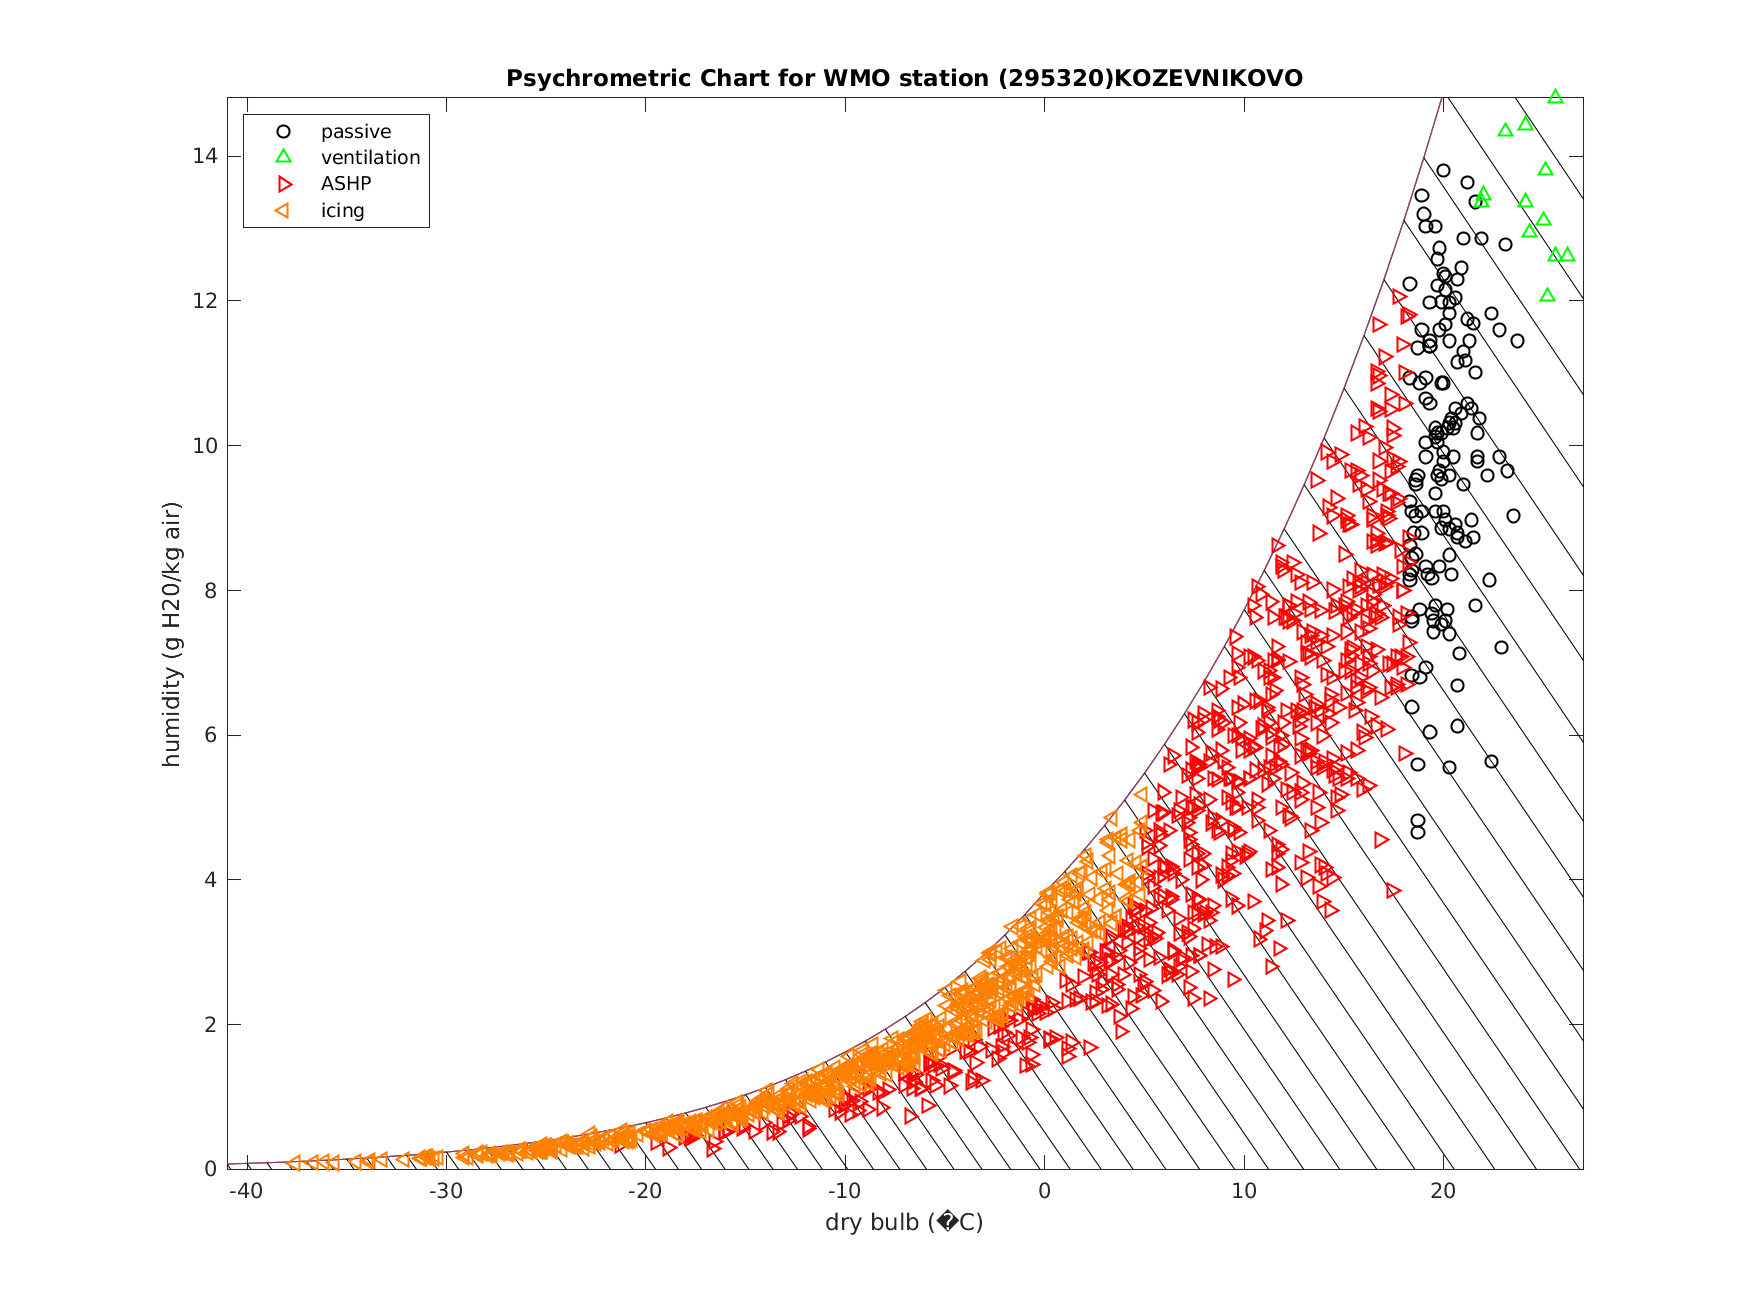 Psychrometric Chart for WMO station (295320)KOZEVNIKOVO
passive
ventilation
ASHP
icing
humidity (g H20/kg air)
14
12
10
8
6
4
2
0
-40 -30 -20 -10 0 10 20
dry bulb (�C)